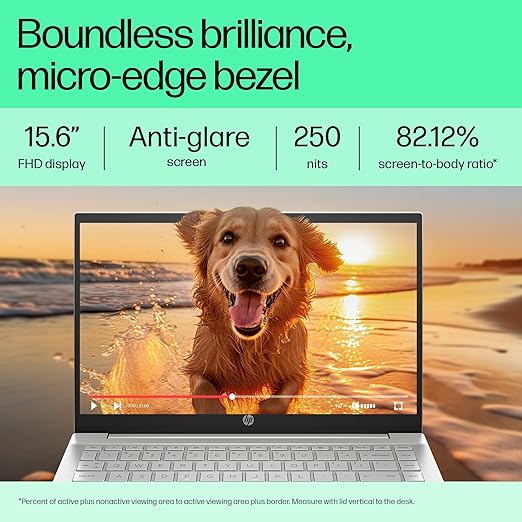 Boundless brilliance,
micro-edge bezel
15.6”
FHD display
Anti-glare
screen
250
nits
82.12%
screen-to-body ratio*
hp
*Percent of active plus nonactive viewing area to active viewing area plus border. Measure with lid vertical to the desk.